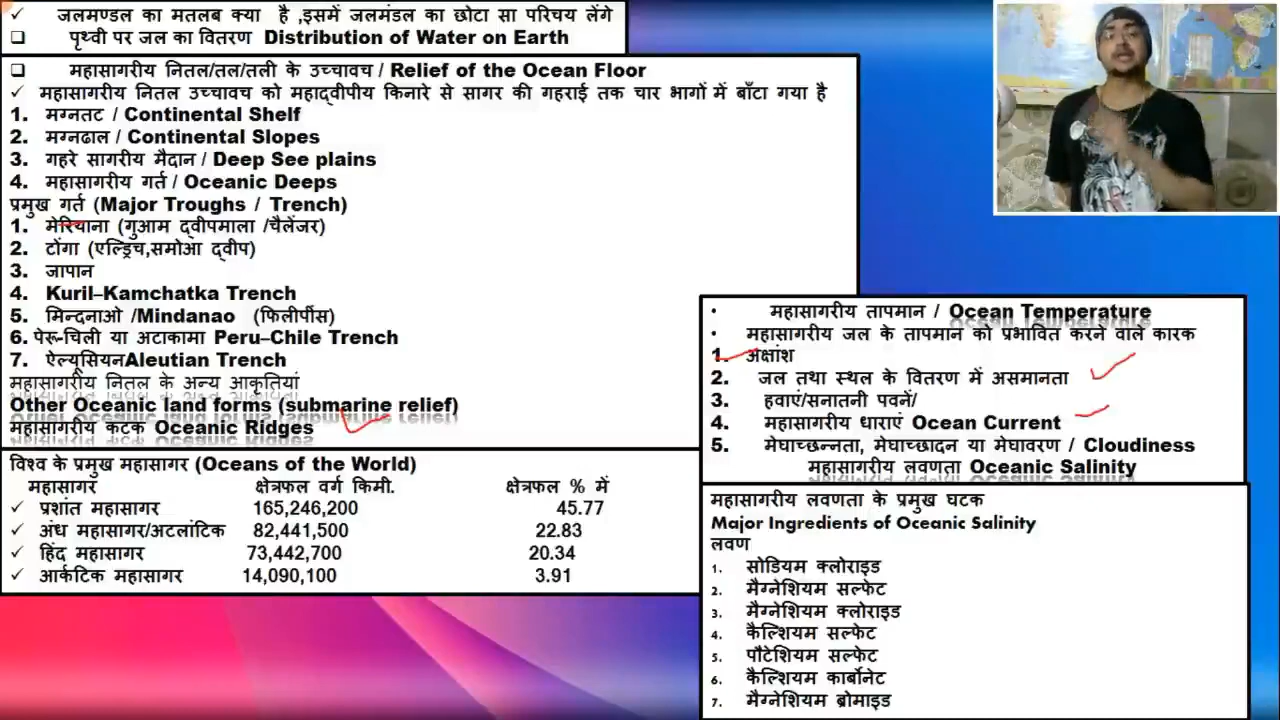 ✓ जलमण्डल का मतलब क्या है ,इसमें जलमंडल का छोटा सा परिचय लेंगे
❑ पृथ्वी पर जल का वितरण Distribution of Water on Earth
❑ महासागरीय नितल/तल/तली के उच्चावच / Relief of the Ocean Floor
✓ महासागरीय नितल उच्चावच को महाद्वीपीय किनारे से सागर की गहराई तक चार भागों में बाँटा गया है
1. मग्नतट / Continental Shelf
2. मग्नढाल / Continental Slopes
3. गहरे सागरीय मैदान / Deep See plains
4. महासागरीय गर्त / Oceanic Deeps
प्रमुख गर्त (Major Troughs / Trench)
1. मेरियाना (गुआम द्वीपमाला /चैलेंजर)
2. टोंगा (एल्ड्रिच,समोआ द्वीप)
3. जापान
4. Kuril–Kamchatka Trench
5. मिन्दनाओ /Mindanao (फिलीपींस)
6. पेरू-चिली या अटाकामा Peru–Chile Trench
7. ऐल्यूसियनAleutian Trench
महासागरीय नितल के अन्य आकृतियां
Other Oceanic land forms (submarine relief)
महासागरीय कटक Oceanic Ridges
विश्व के प्रमुख महासागर (Oceans of the World)
महासागर क्षेत्रफल वर्ग किमी. क्षेत्रफल % में
✓ प्रशांत महासागर 165,246,200 45.77
✓ अंध महासागर/अटलांटिक 82,441,500 22.83
✓ हिंद महासागर 73,442,700 20.34
✓ आर्कटिक महासागर 14,090,100 3.91
• महासागरीय तापमान / Ocean Temperature
• महासागरीय जल के तापमान को प्रभावित करने वाले कारक
1. अक्षांश
2. जल तथा स्थल के वितरण में असमानता
3. हवाएं/सनातनी पवनें/
4. महासागरीय धाराएं Ocean Current
5. मेघाच्छन्नता, मेघाच्छादन या मेघावरण / Cloudiness
महासागरीय लवणता Oceanic Salinity
महासागरीय लवणता के प्रमुख घटक
Major Ingredients of Oceanic Salinity
लवण
1. सोडियम क्लोराइड
2. मैग्नेशियम सल्फेट
3. मैग्नेशियम क्लोराइड
4. कैल्शियम सल्फेट
5. पौटेशियम सल्फेट
6. कैल्शियम कार्बोनेट
7. मैग्नेशियम ब्रोमाइड